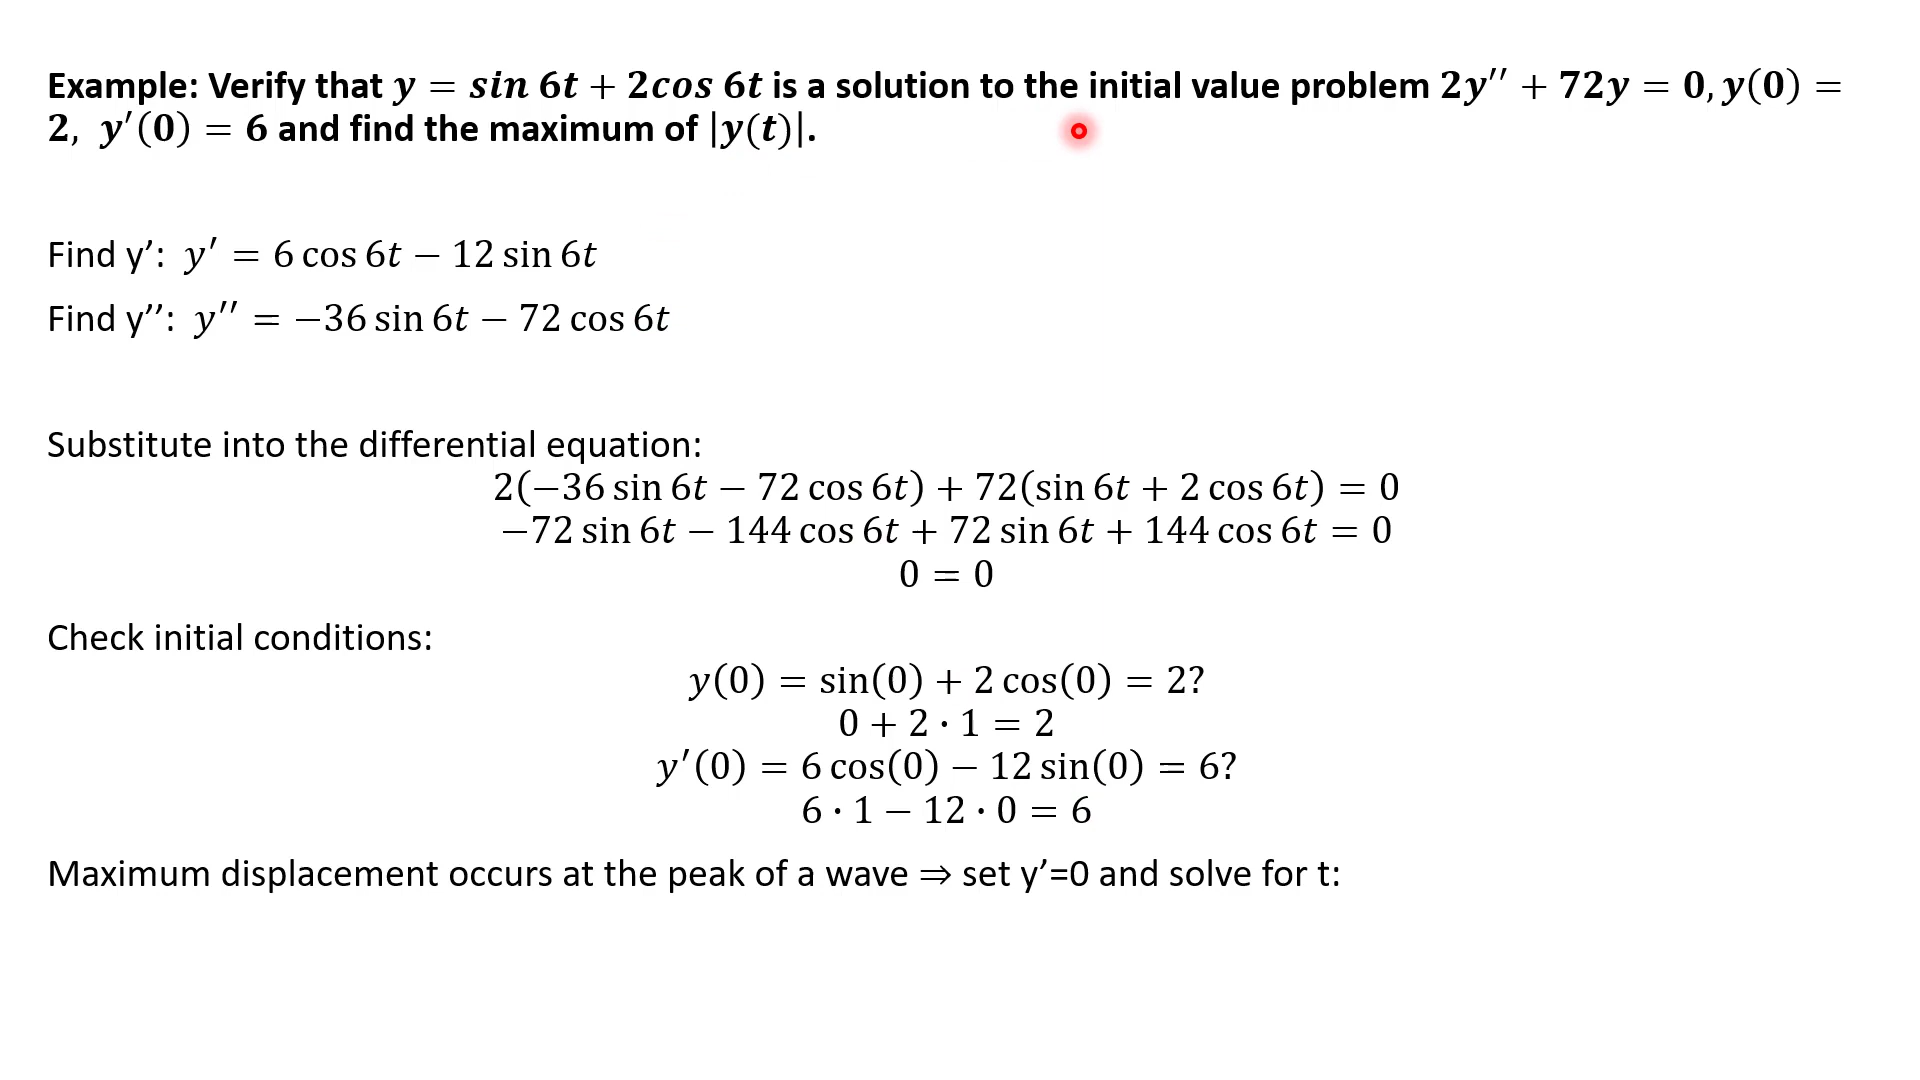 Example: Verify that y = sin 6t + 2cos 6t is a solution to the initial value problem 2y′′ + 72y = 0, y(0) =
2, y′(0) = 6 and find the maximum of |y(t)|.
Find y’: y′ = 6 cos 6t − 12 sin 6t
Find y’’: y′′ = −36 sin 6t − 72 cos 6t
Substitute into the differential equation:
2(−36 sin 6t − 72 cos 6t) + 72(sin 6t + 2 cos 6t) = 0
−72 sin 6t − 144 cos 6t + 72 sin 6t + 144 cos 6t = 0
0 = 0
Check initial conditions:
y(0) = sin(0) + 2 cos(0) = 2?
0 + 2 · 1 = 2
y′(0) = 6 cos(0) − 12 sin(0) = 6?
6 · 1 − 12 · 0 = 6
Maximum displacement occurs at the peak of a wave ⇒ set y’=0 and solve for t: